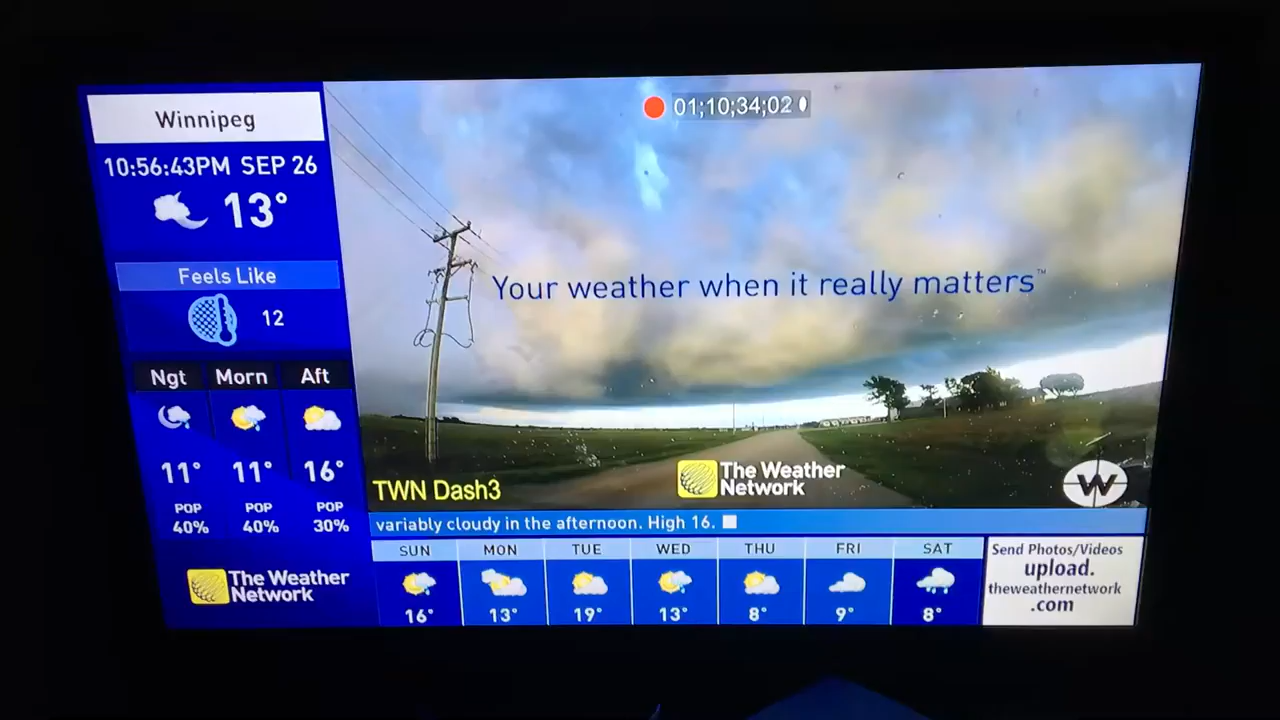 Winnipeg
10:56:43PM SEP 26
13°
Feels Like
12
Ngt Morn Aft
11° 11° 16°
POP POP POP
40% 40% 30%
The Weather
Network
01;10;34;02
Your weather when it really matters™
TWN Dash3
The Weather
Network
W
variably cloudy in the afternoon. High 16.
SUN MON TUE WED THU FRI SAT
16° 13° 19° 13° 8° 9° 8°
Send Photos/Videos
upload.
theweathernetwork
.com